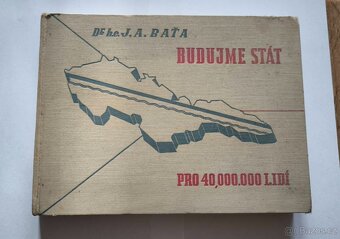 Dr h.c. J. A. BAŤA
BUDUJME STÁT
PRO 40,000.000 LIDÍ